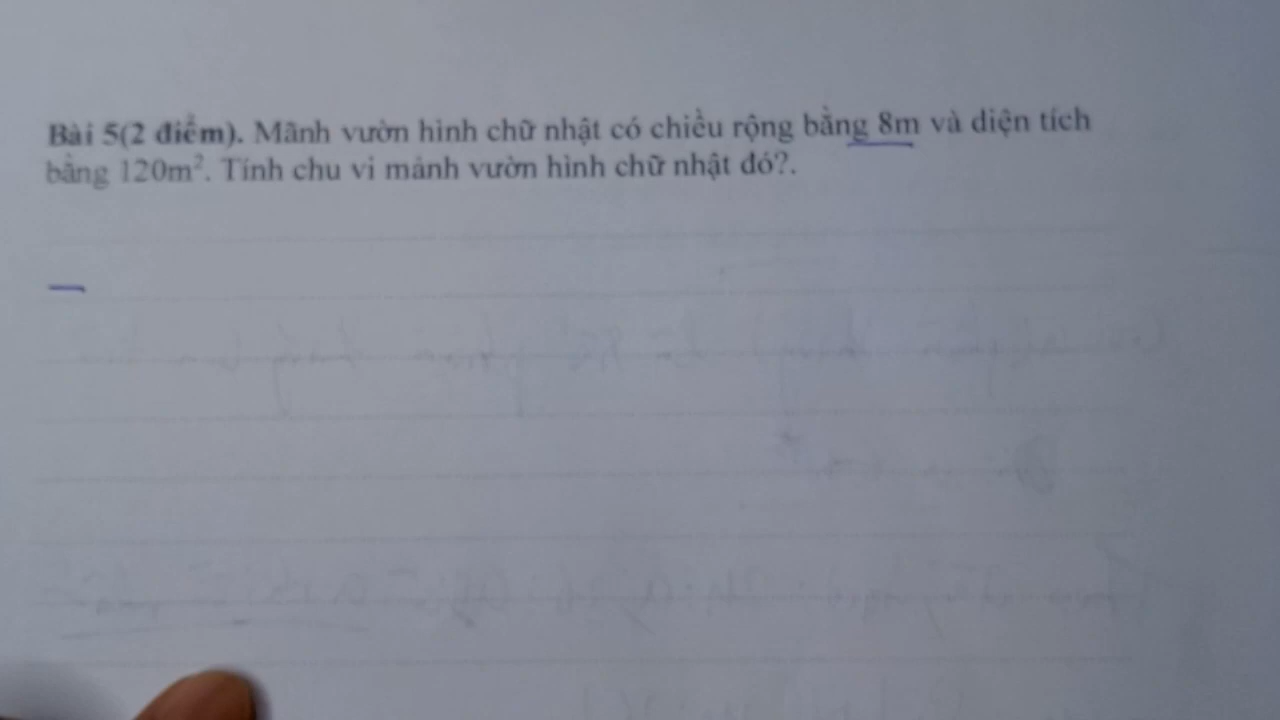 Bài 5(2 điểm). Mãnh vườn hình chữ nhật có chiều rộng bằng 8m và diện tích
bằng 120m². Tính chu vi mảnh vườn hình chữ nhật đó?.